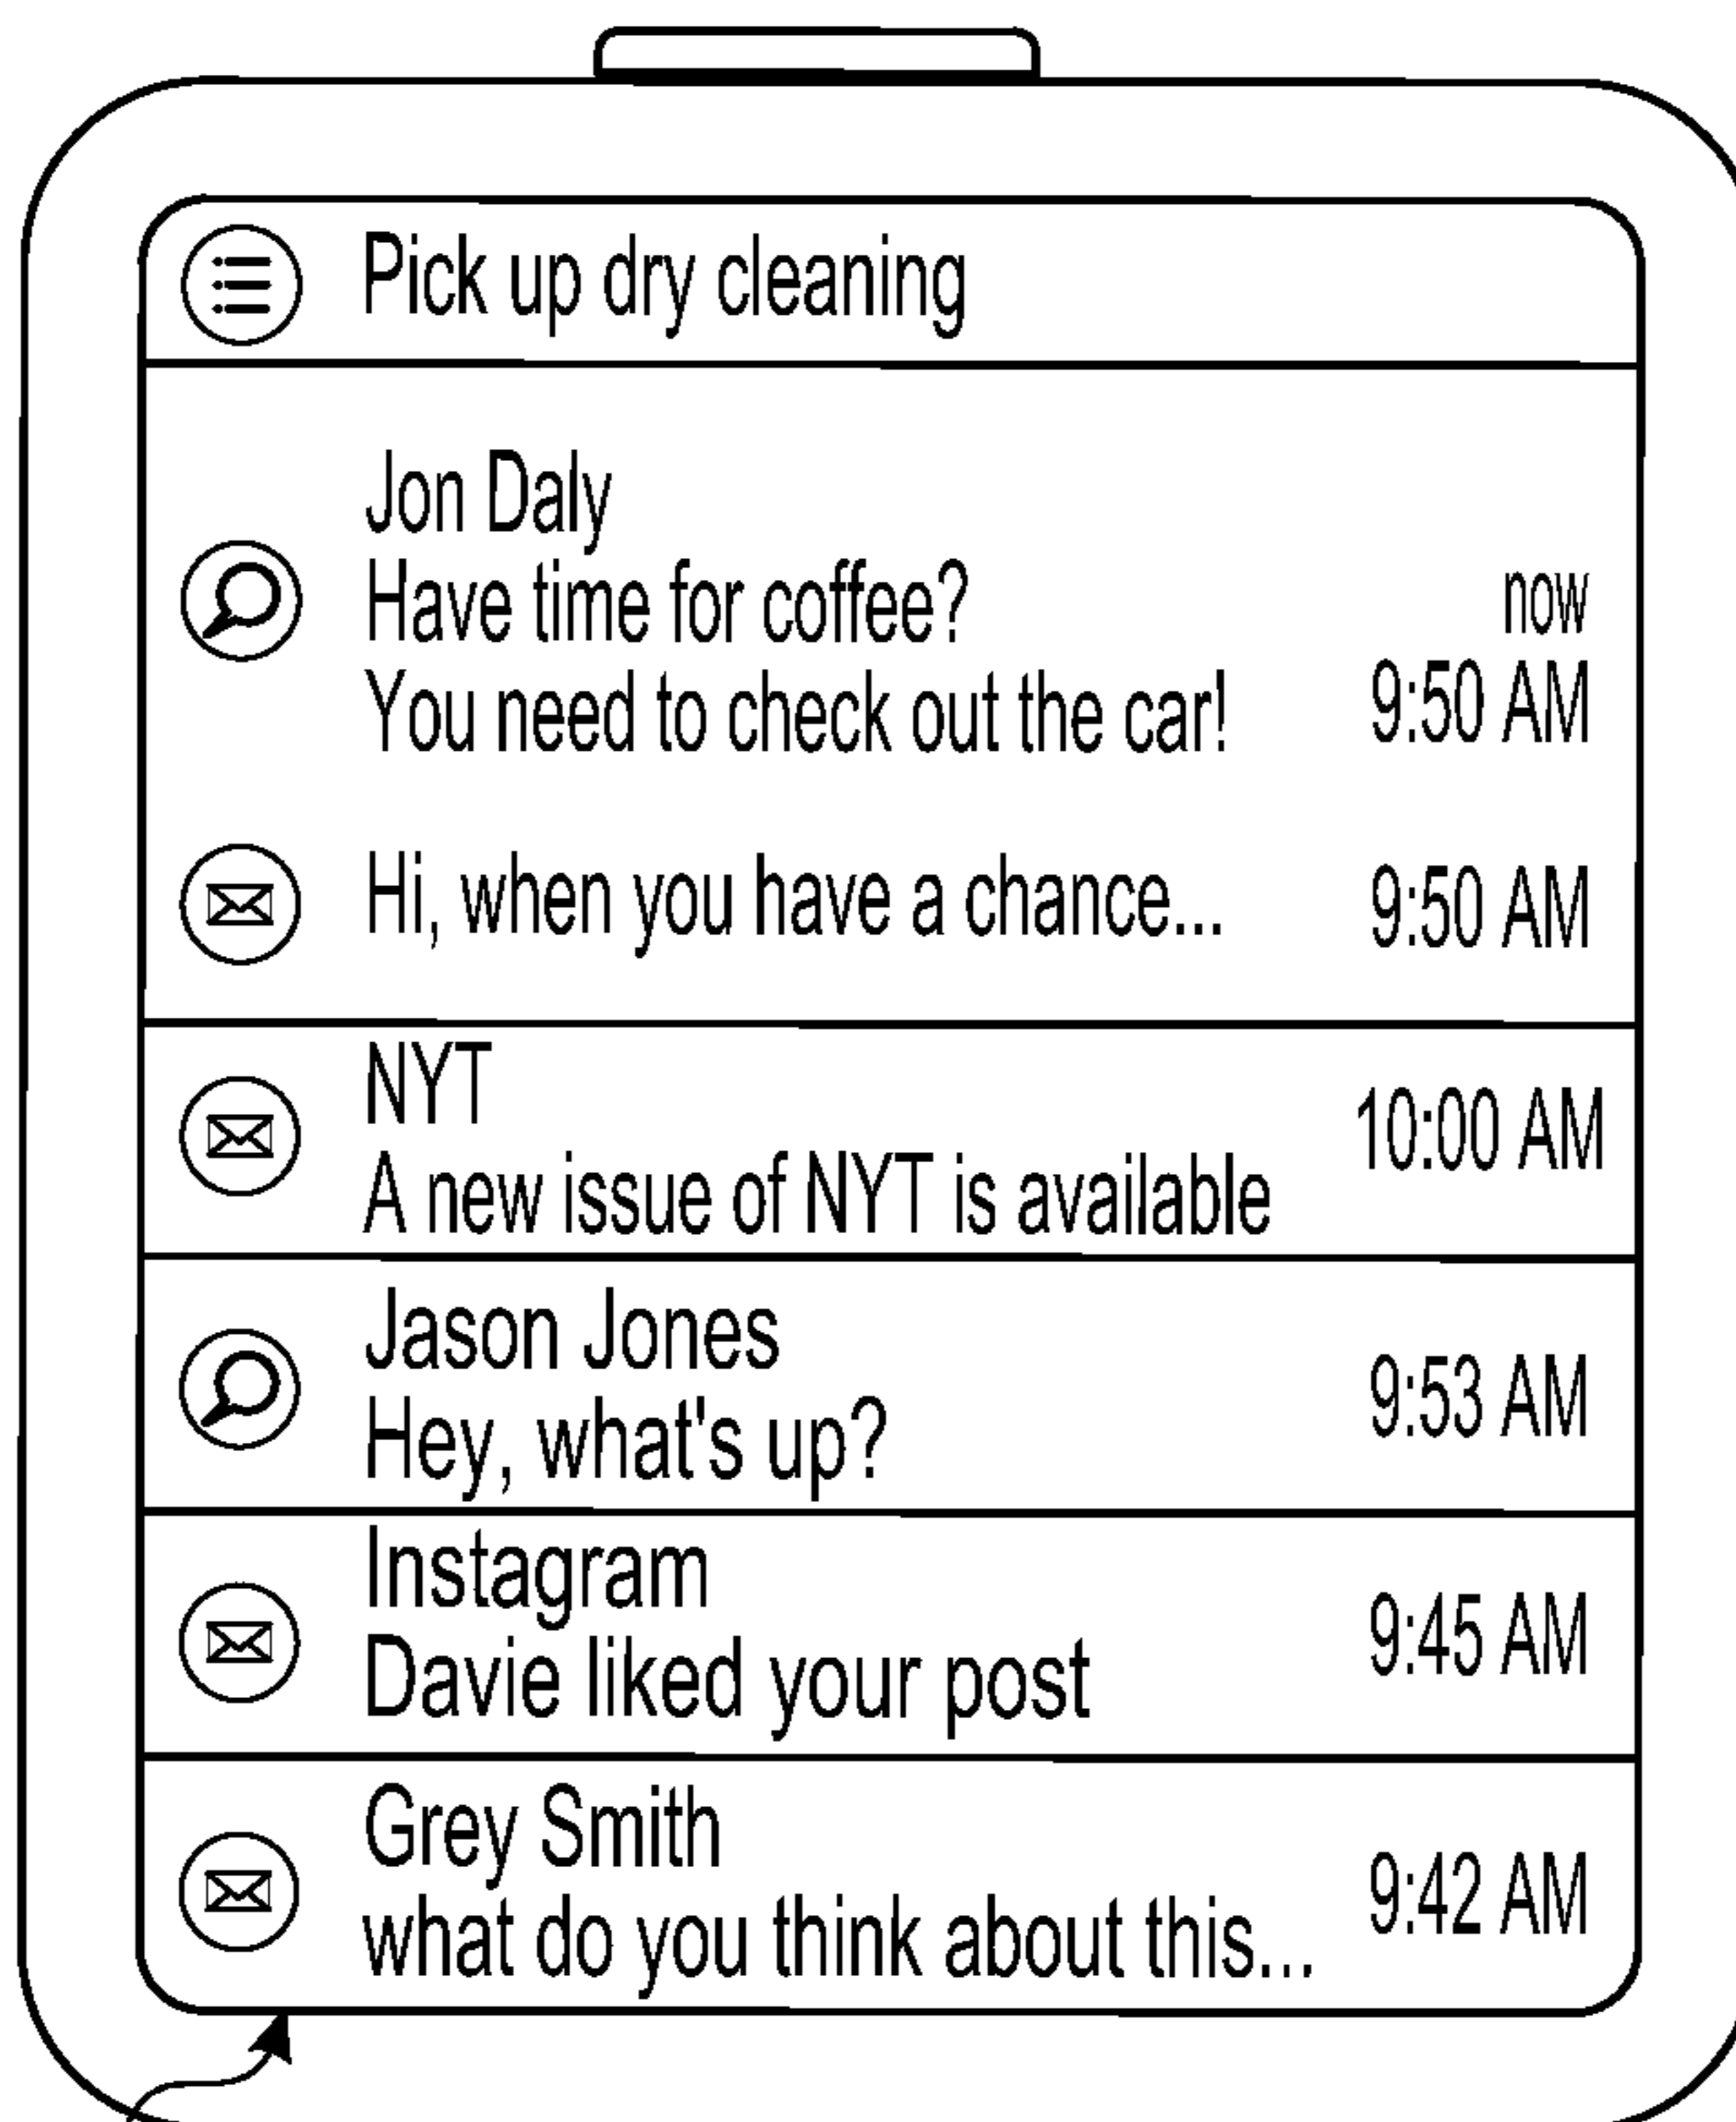 Pick up dry cleaning
Jon Daly
Have time for coffee? now
You need to check out the car! 9:50 AM
Hi, when you have a chance... 9:50 AM
NYT
10:00 AM
A new issue of NYT is available
Jason Jones
9:53 AM
Hey, what's up?
Instagram
9:45 AM
Davie liked your post
Grey Smith
9:42 AM
what do you think about this...